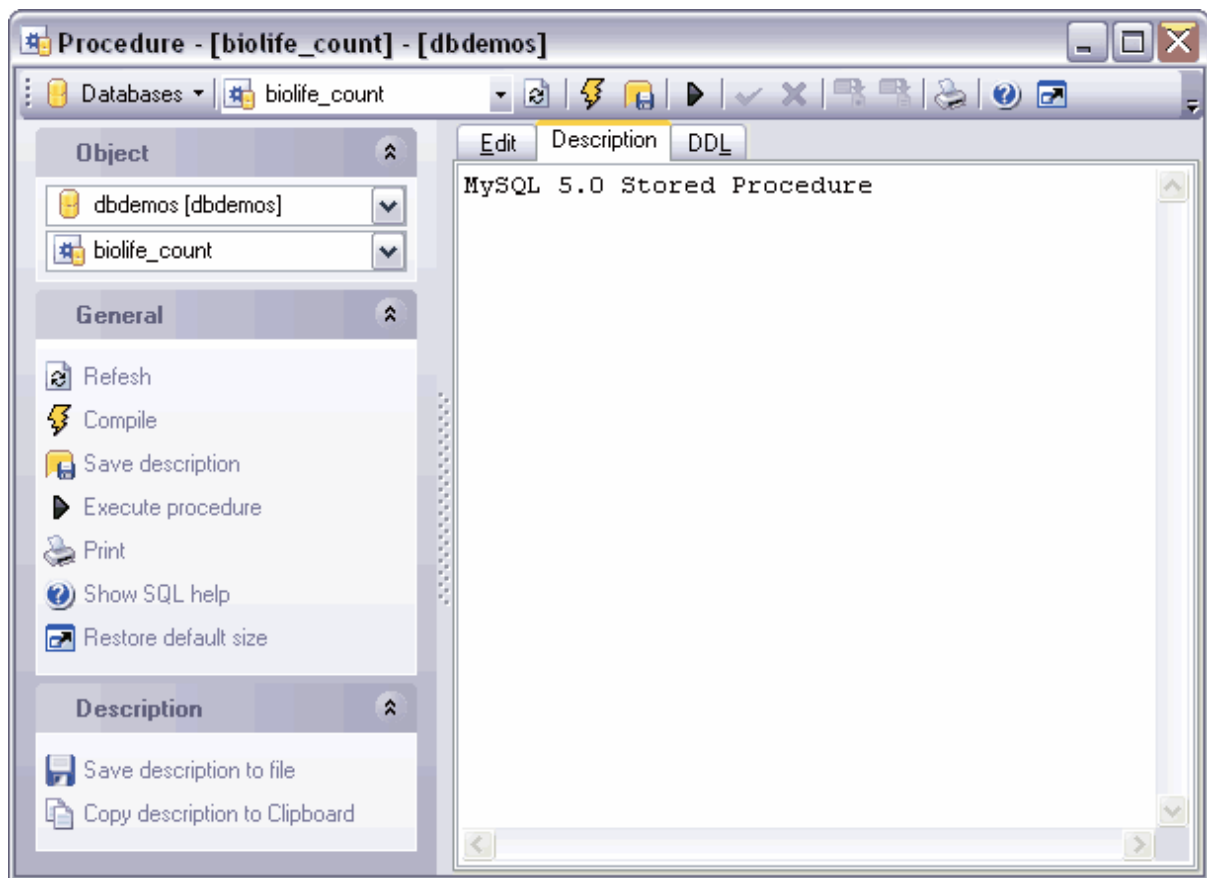 Procedure - [biolife_count] - [dbdemos]
Databases biolife_count
Object
dbdemos [dbdemos]
biolife_count
General
Refesh
Compile
Save description
Execute procedure
Print
Show SQL help
Restore default size
Description
Save description to file
Copy description to Clipboard
Edit Description DDL
MySQL 5.0 Stored Procedure